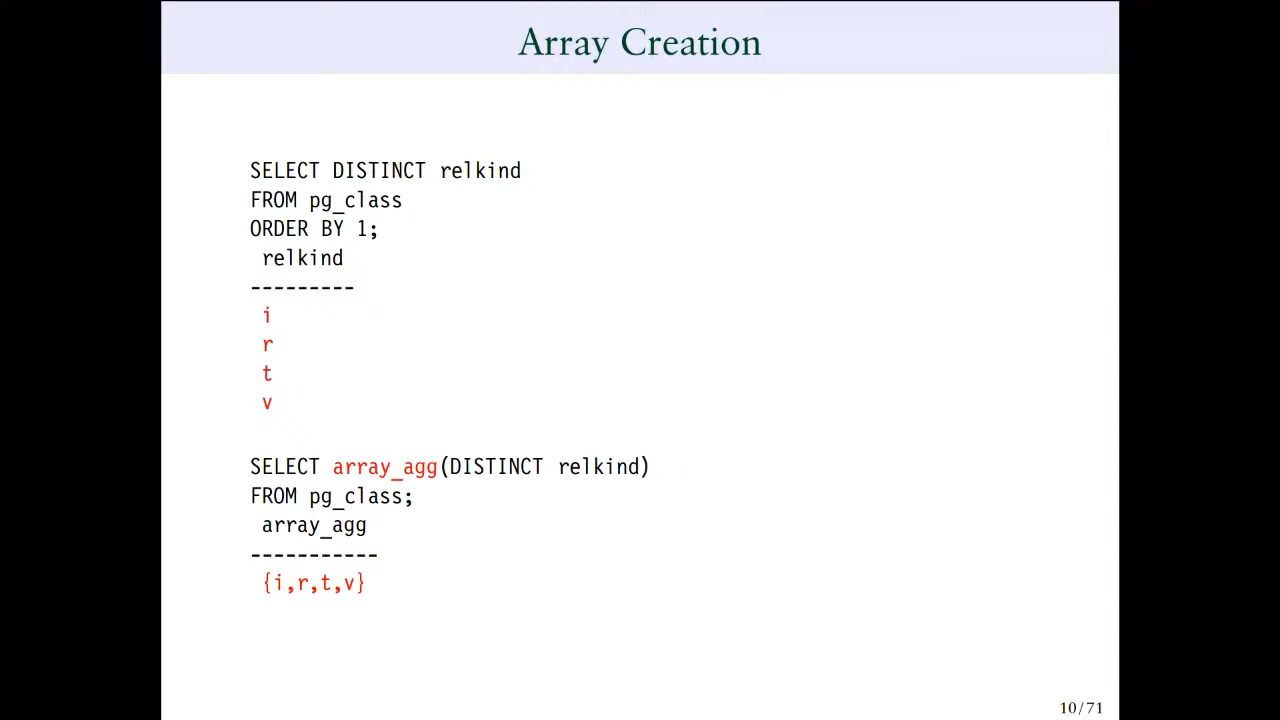 Array Creation
SELECT DISTINCT relkind
FROM pg_class
ORDER BY 1;
relkind
---------
i
r
t
v
SELECT array_agg(DISTINCT relkind)
FROM pg_class;
array_agg
-----------
{i,r,t,v}
10/71